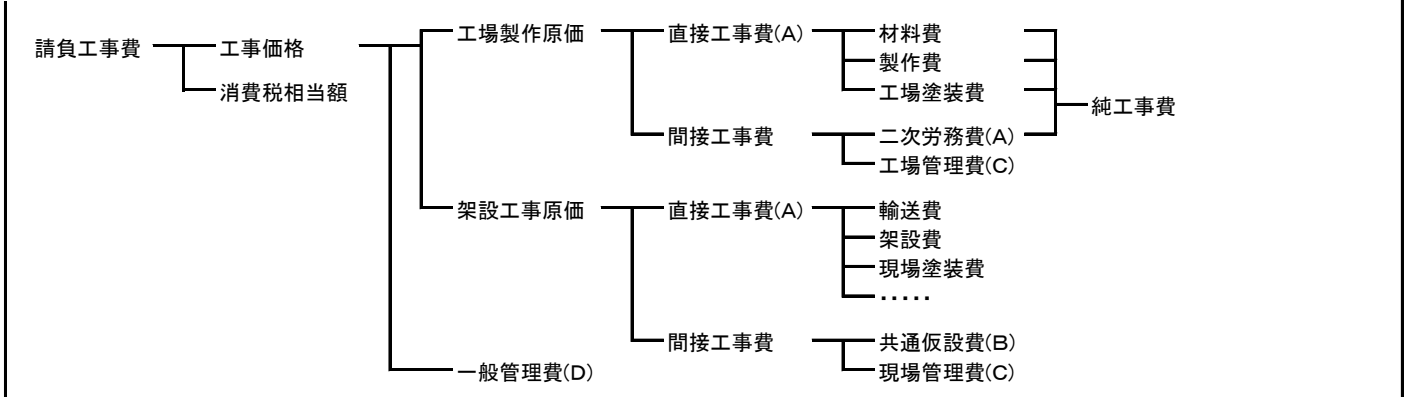 工場製作原価 直接工事費(A) 材料費
請負工事費 工事価格
製作費
消費税相当額 工場塗装費
純工事費
間接工事費 二次労務費(A)
工場管理費(C)
架設工事原価 直接工事費(A) 輸送費
架設費
現場塗装費
・・・・・
間接工事費 共通仮設費(B)
一般管理費(D) 現場管理費(C)